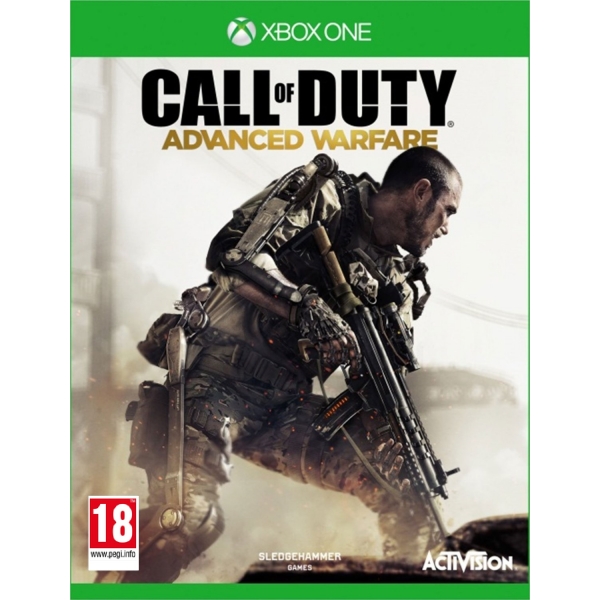 XBOX ONE
CALL OF DUTY®
ADVANCED WARFARE
18
www.pegi.info
SLEDGEHAMMER
GAMES
ACTIVISION